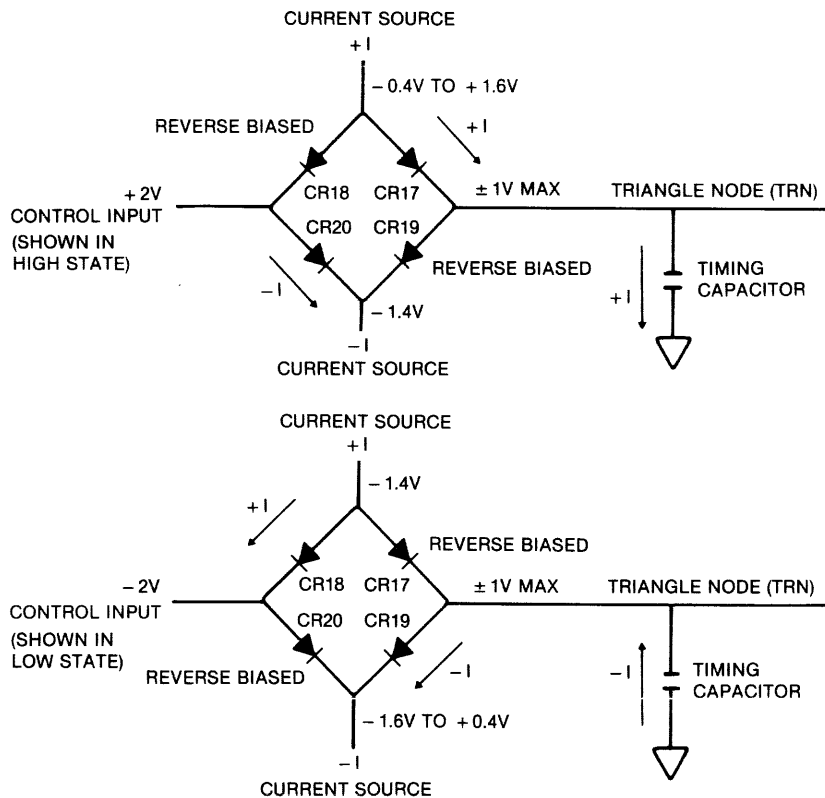 CURRENT SOURCE
+I
− 0.4V TO + 1.6V
REVERSE BIASED
+I
CR18
CR17
+ 2V
± 1V MAX
TRIANGLE NODE (TRN)
CONTROL INPUT
(SHOWN IN
HIGH STATE)
CR20
CR19
REVERSE BIASED
TIMING
CAPACITOR
− I
+I
− 1.4V
− I
CURRENT SOURCE
CURRENT SOURCE
+I
− 1.4V
+I
REVERSE BIASED
CR18
CR17
− 2V
± 1V MAX
TRIANGLE NODE (TRN)
CONTROL INPUT
(SHOWN IN
LOW STATE)
CR20
CR19
REVERSE BIASED
− I
− I
TIMING
CAPACITOR
− 1.6V TO + 0.4V
− I
CURRENT SOURCE